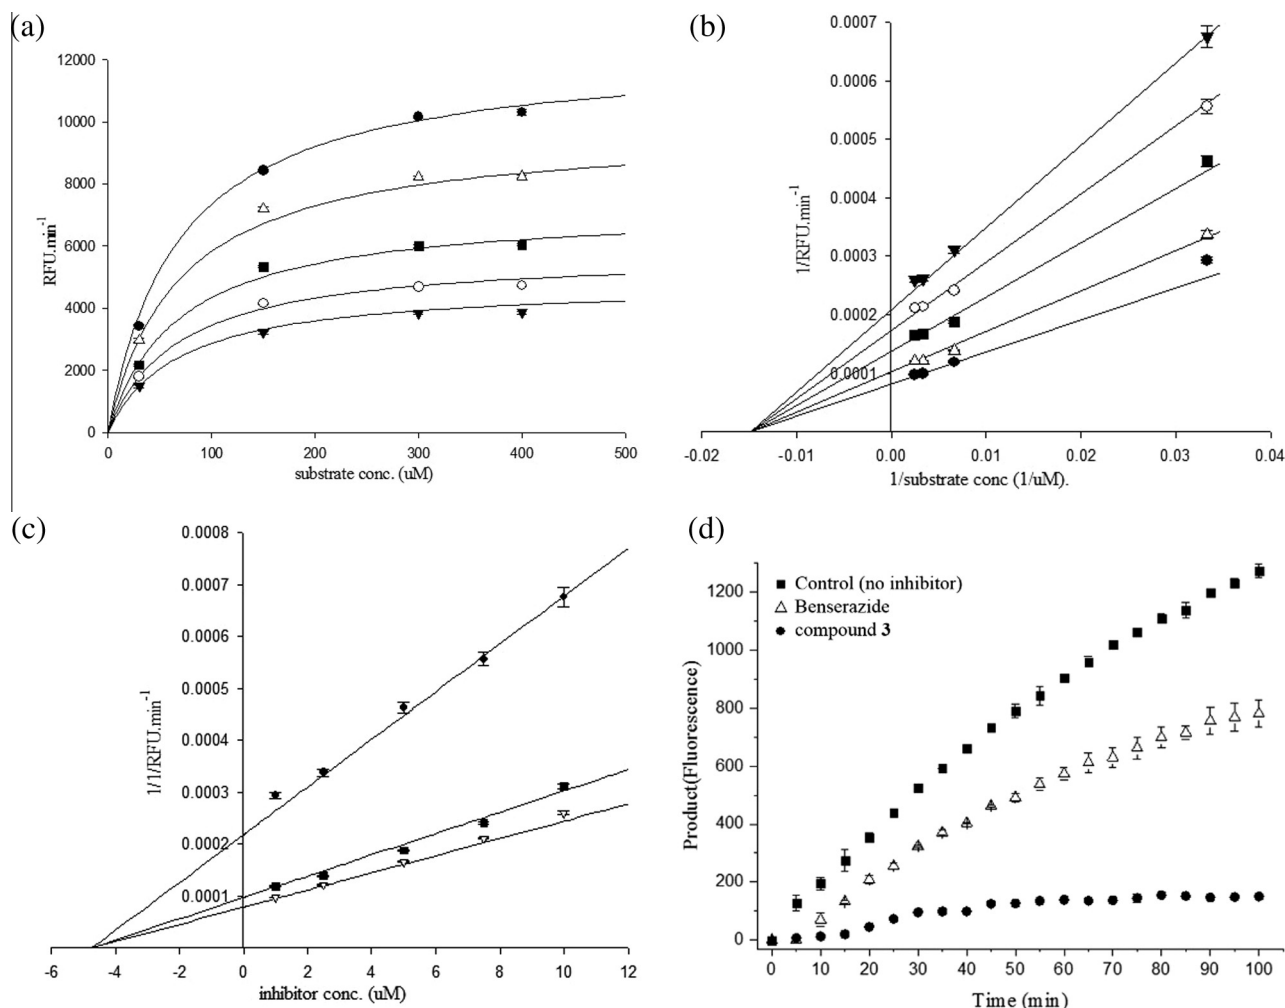 (a)
12000
10000
8000
6000
4000
2000
0
RFU.min-1
0 100 200 300 400 500
substrate conc. (uM)
(b)
0.0007
0.0006
0.0005
0.0004
0.0003
0.0002
0.0001
1/RFU.min-1
-0.02 -0.01 0.00 0.01 0.02 0.03 0.04
1/substrate conc (1/uM).
(c)
0.0008
0.0007
0.0006
0.0005
0.0004
0.0003
0.0002
0.0001
1/1/RFU.min-1
-6 -4 -2 0 2 4 6 8 10 12
inhibitor conc. (uM)
(d)
Control (no inhibitor)
Benserazide
compound 3
1200
1000
800
600
400
200
0
Product(Fluorescence)
0 10 20 30 40 50 60 70 80 90 100
Time (min)